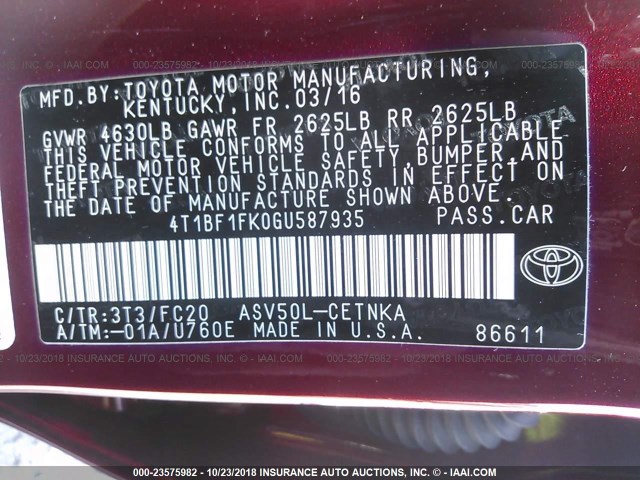 MFD.BY:TOYOTA MOTOR MANUFACTURING,
KENTUCKY,INC.03/16
GVWR 4630LB GAWR FR 2625LB RR 2625LB
THIS VEHICLE CONFORMS TO ALL APPLICABLE
FEDERAL MOTOR VEHICLE SAFETY,BUMPER,AND
THEFT PREVENTION STANDARDS IN EFFECT ON
THE DATE OF MANUFACTURE SHOWN ABOVE.
4T1BF1FK0GU587935 PASS.CAR
C/TR:3T3/FC20 ASV50L-CETNKA
A/TM:-01A/U760E MADE IN U.S.A. 86611
000-23575982 - 10/23/2018 INSURANCE AUTO AUCTIONS - IAAI.COM